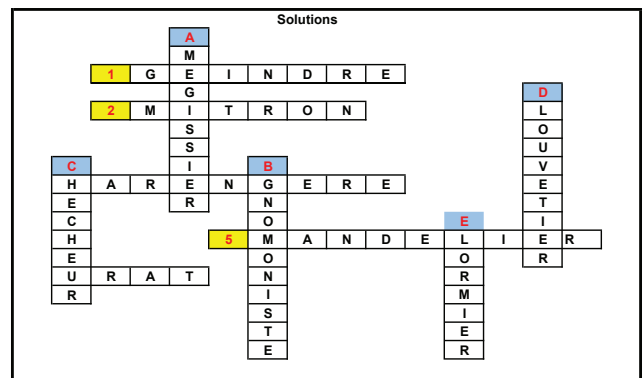 Solutions
A
M
1 G E I N D R E
G D
2 M I T R O N L
S O
S U
C I B V
H A R E N G E R E E
E R N T
C O E I
H 5 M A N D E L I E R
E O O R
U R A T N R
R I M
S I
T E
E R